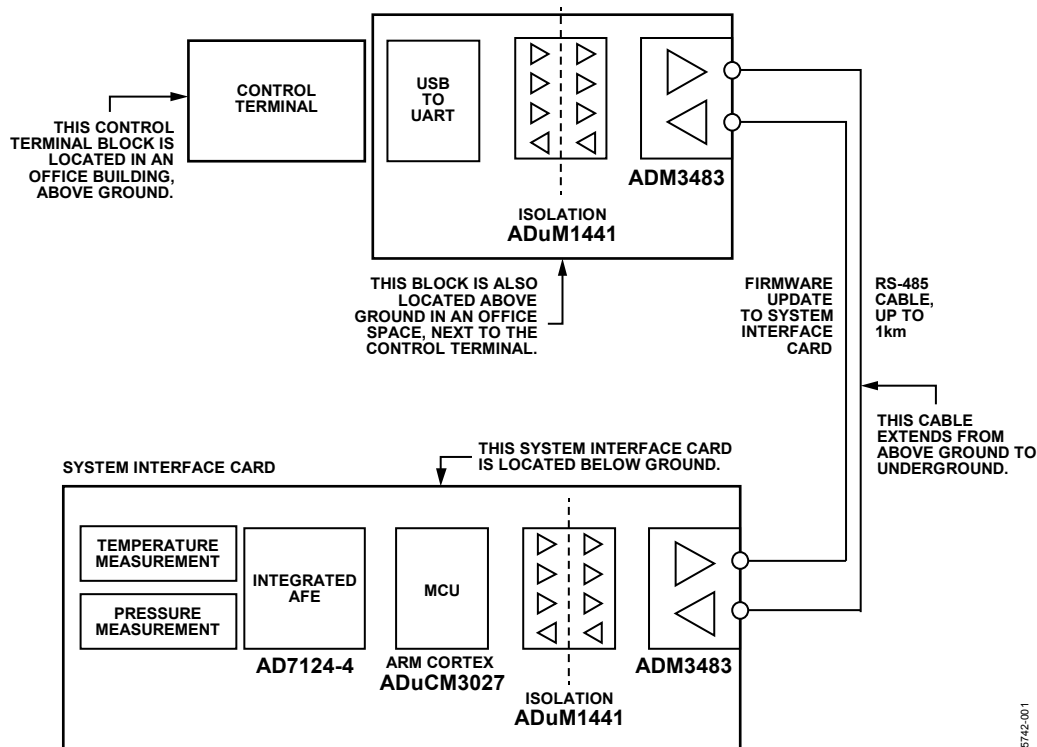 CONTROL
TERMINAL
THIS CONTROL
TERMINAL BLOCK IS
LOCATED IN AN
OFFICE BUILDING,
ABOVE GROUND.
USB
TO
UART
ADM3483
ISOLATION
ADuM1441
THIS BLOCK IS ALSO
LOCATED ABOVE
GROUND IN AN OFFICE
SPACE, NEXT TO THE
CONTROL TERMINAL.
FIRMWARE
UPDATE
TO SYSTEM
INTERFACE
CARD
RS-485
CABLE,
UP TO
1km
THIS CABLE
EXTENDS FROM
ABOVE GROUND TO
UNDERGROUND.
THIS SYSTEM INTERFACE CARD
IS LOCATED BELOW GROUND.
SYSTEM INTERFACE CARD
TEMPERATURE
MEASUREMENT
PRESSURE
MEASUREMENT
INTEGRATED
AFE
AD7124-4
MCU
ARM CORTEX
ADuCM3027
ISOLATION
ADuM1441
ADM3483
5742-001